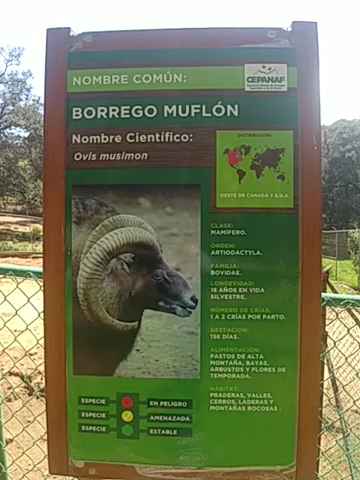 NOMBRE COMÚN:
CEPANAF
BORREGO MUFLÓN
Nombre Científico:
Ovis musimon
DISTRIBUCIÓN:
OESTE DE CANADÁ Y E.U.A.
CLASE:
MAMÍFERO.
ORDEN:
ARTIODACTYLA.
FAMILIA:
BOVIDAE.
LONGEVIDAD:
18 AÑOS EN VIDA
SILVESTRE.
NÚMERO DE CRÍAS:
1 A 2 CRÍAS POR PARTO.
GESTACIÓN:
158 DÍAS.
ALIMENTACIÓN:
PASTOS DE ALTA
MONTAÑA, BAYAS,
ARBUSTOS Y FLORES DE
TEMPORADA.
HÁBITAT:
PRADERAS, VALLES,
CERROS, LADERAS Y
MONTAÑAS ROCOSAS .
ESPECIE EN PELIGRO
ESPECIE AMENAZADA
ESPECIE ESTABLE